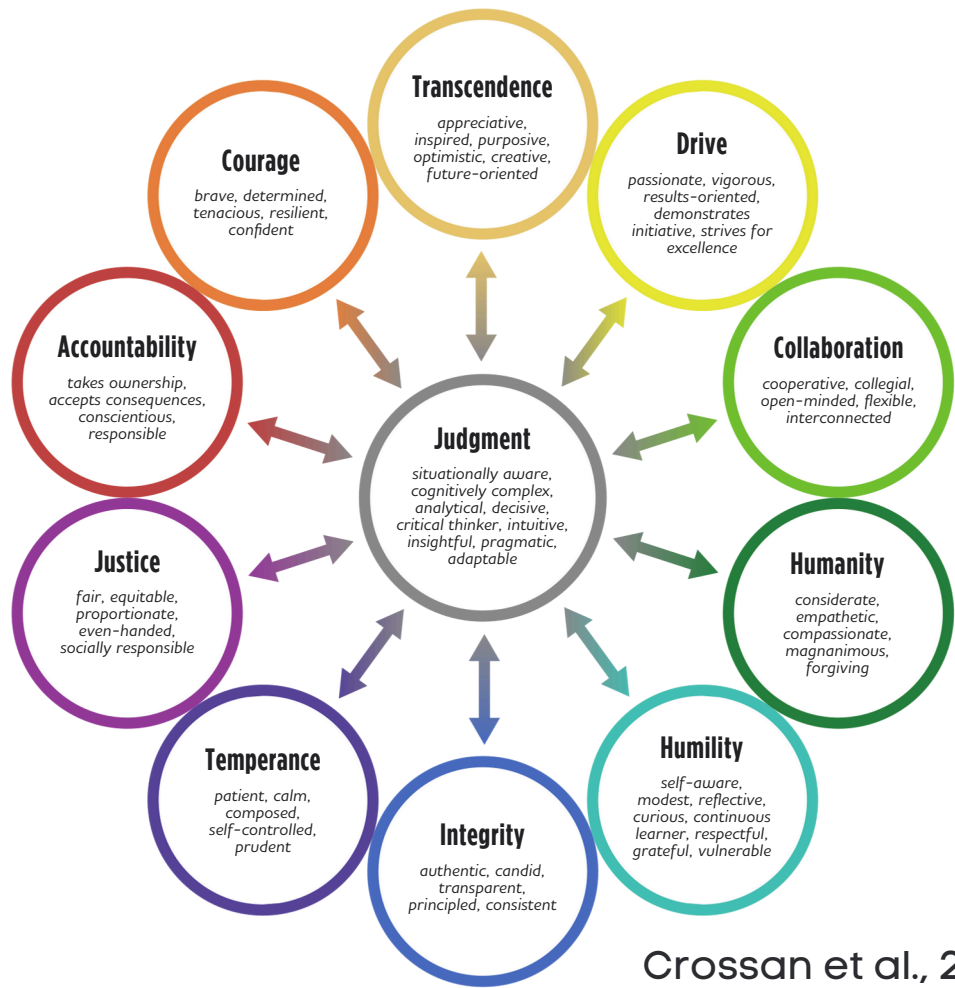 Transcendence
appreciative,
inspired, purposive,
optimistic, creative,
future-oriented
Drive
passionate, vigorous,
results-oriented,
demonstrates
initiative, strives for
excellence
Collaboration
cooperative, collegial,
open-minded, flexible,
interconnected
Humanity
considerate,
empathetic,
compassionate,
magnanimous,
forgiving
Humility
self-aware,
modest, reflective,
curious, continuous
learner, respectful,
grateful, vulnerable
Integrity
authentic, candid,
transparent,
principled, consistent
Temperance
patient, calm,
composed,
self-controlled,
prudent
Justice
fair, equitable,
proportionate,
even-handed,
socially responsible
Accountability
takes ownership,
accepts consequences,
conscientious,
responsible
Courage
brave, determined,
tenacious, resilient,
confident
Judgment
situationally aware,
cognitively complex,
analytical, decisive,
critical thinker, intuitive,
insightful, pragmatic,
adaptable
Crossan et al., 2